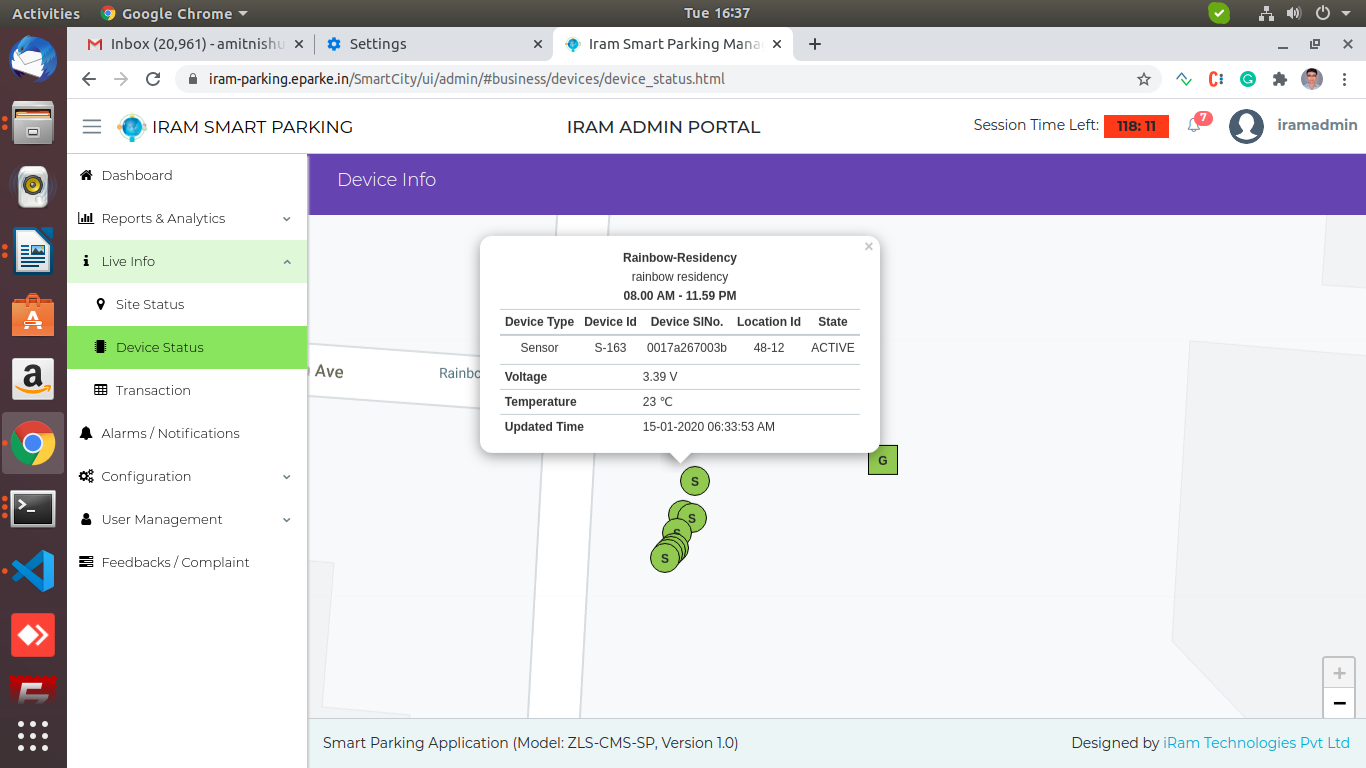 Activities
Google Chrome
Tue 16:37
Inbox (20,961) - amitnishu
Settings
Iram Smart Parking Mana
iram-parking.eparke.in/SmartCity/ui/admin/#business/devices/device_status.html
IRAM SMART PARKING
IRAM ADMIN PORTAL
Session Time Left: 118: 11
7
iramadmin
Dashboard
Reports & Analytics
Live Info
Site Status
Device Status
Transaction
Alarms / Notifications
Configuration
User Management
Feedbacks / Complaint
Device Info
Rainbow-Residency
rainbow residency
08.00 AM - 11.59 PM
Device Type Device Id Device SlNo. Location Id State
Sensor S-163 0017a267003b 48-12 ACTIVE
Voltage 3.39 V
Temperature 23 ℃
Updated Time 15-01-2020 06:33:53 AM
×
Ave
Rainbo
G
S
S
S
S
+
−
Smart Parking Application (Model: ZLS-CMS-SP, Version 1.0)
Designed by iRam Technologies Pvt Ltd